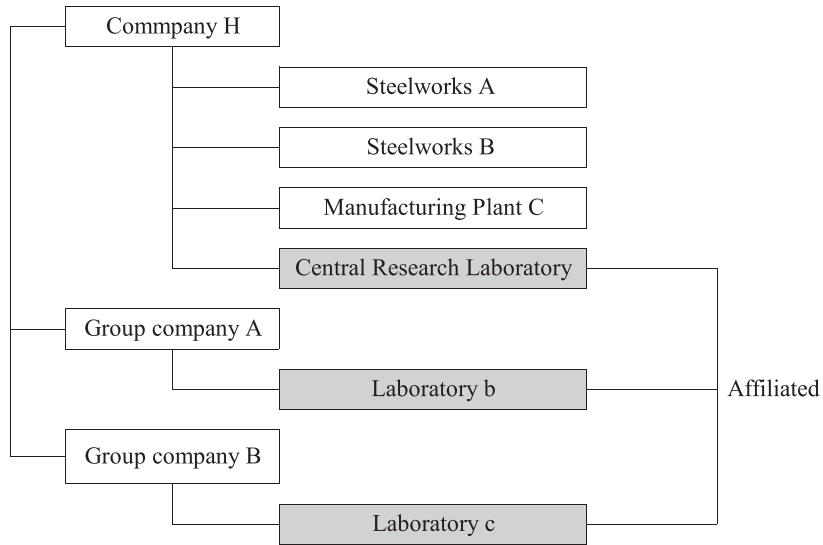 Commpany H
Steelworks A
Steelworks B
Manufacturing Plant C
Central Research Laboratory
Group company A
Laboratory b
Affiliated
Group company B
Laboratory c